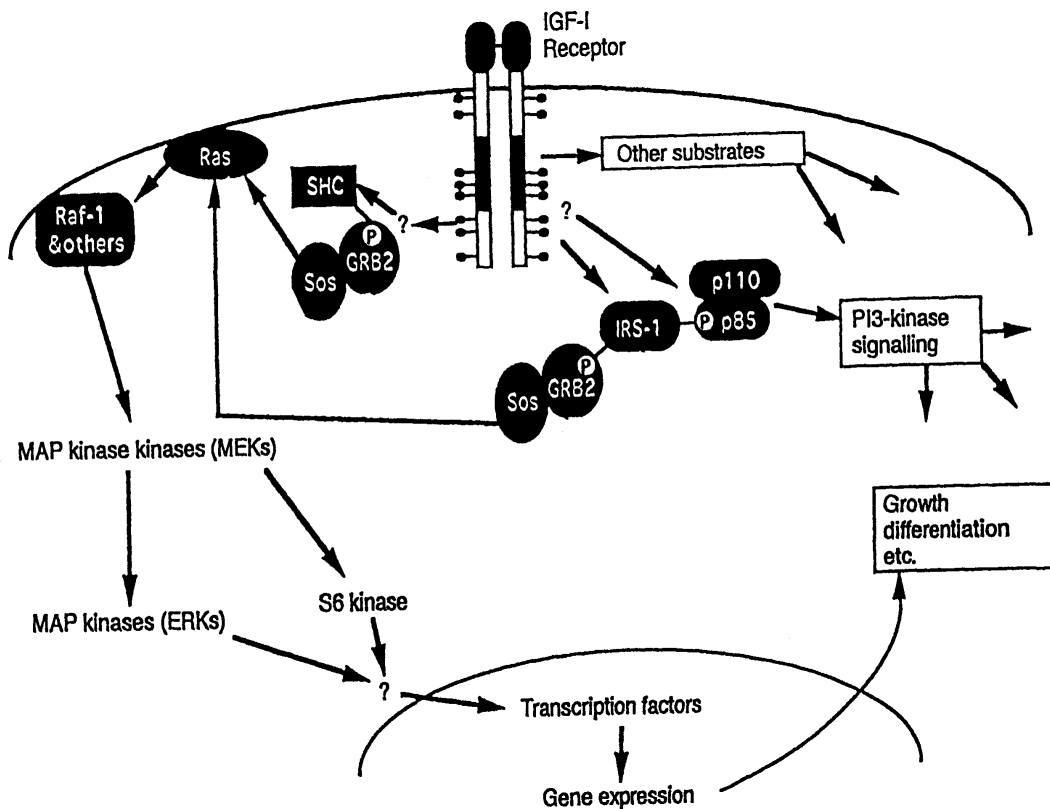 IGF-I
Receptor
Other substrates
Ras
SHC
?
?
Raf-1
&others
P
GRB2
Sos
p110
IRS-1
P
p85
PI3-kinase
signalling
P
GRB2
Sos
MAP kinase kinases (MEKs)
Growth
differentiation
etc.
S6 kinase
MAP kinases (ERKs)
?
Transcription factors
Gene expression